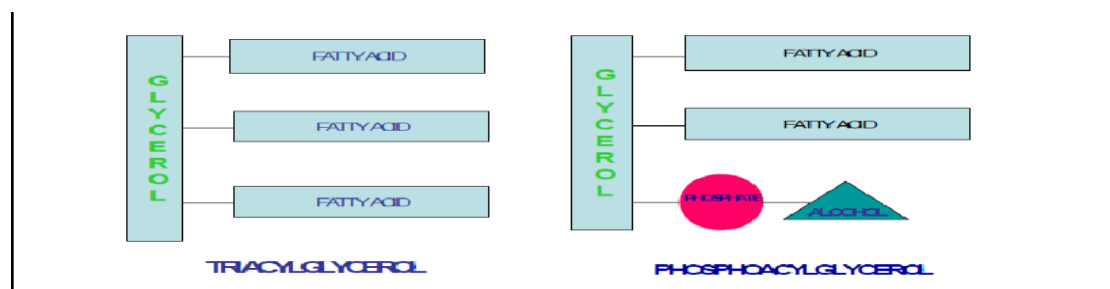 GLYCEROL
FATTY ACID
FATTY ACID
FATTY ACID
TRIACYLGLYCEROL
GLYCEROL
FATTY ACID
FATTY ACID
PHOSPHATE
ALCOHOL
PHOSPHOACYLGLYCEROL